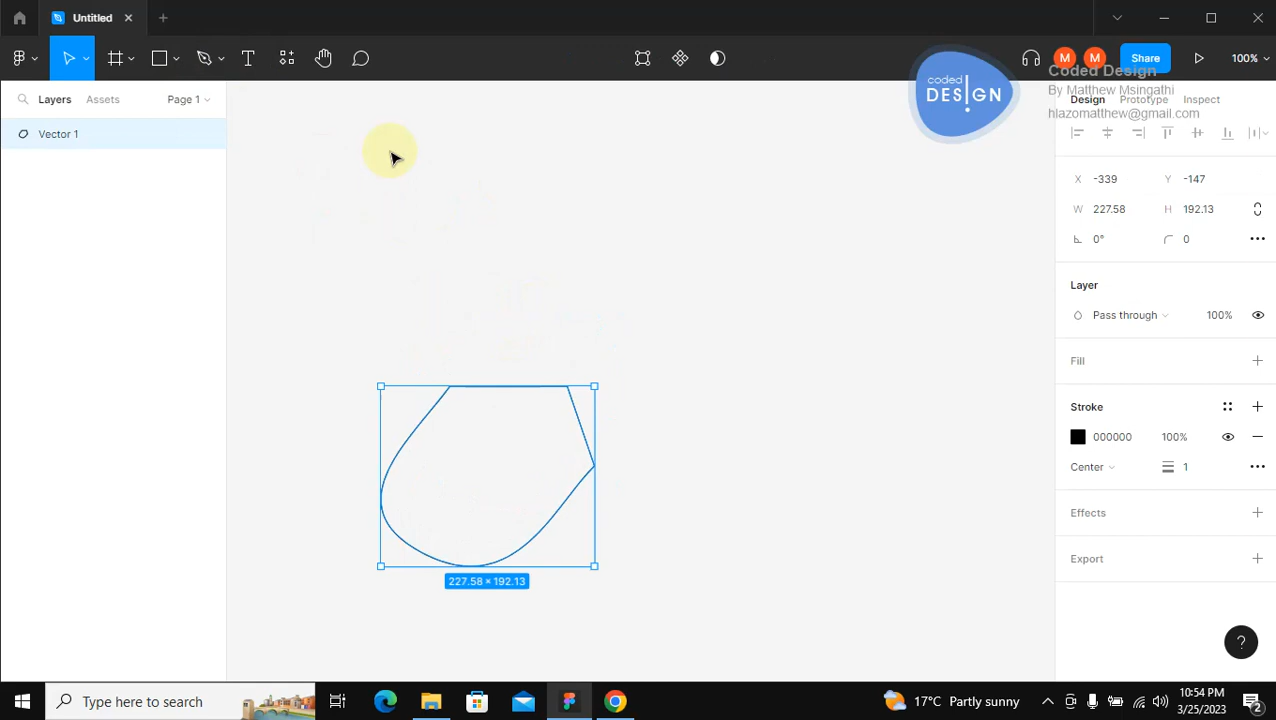 Untitled
Share
100%
coded
DESIGN
Coded Design
By Matthew Msingathi
hlazomatthew@gmail.com
M
M
Layers
Assets
Page 1
Design
Prototype
Inspect
Vector 1
X -339
Y -147
W 227.58
H 192.13
0°
0
Layer
Pass through
100%
Fill
Stroke
000000
100%
Center
1
Effects
Export
227.58 × 192.13
?
Type here to search
17°C Partly sunny
10:54 PM
3/25/2023
2